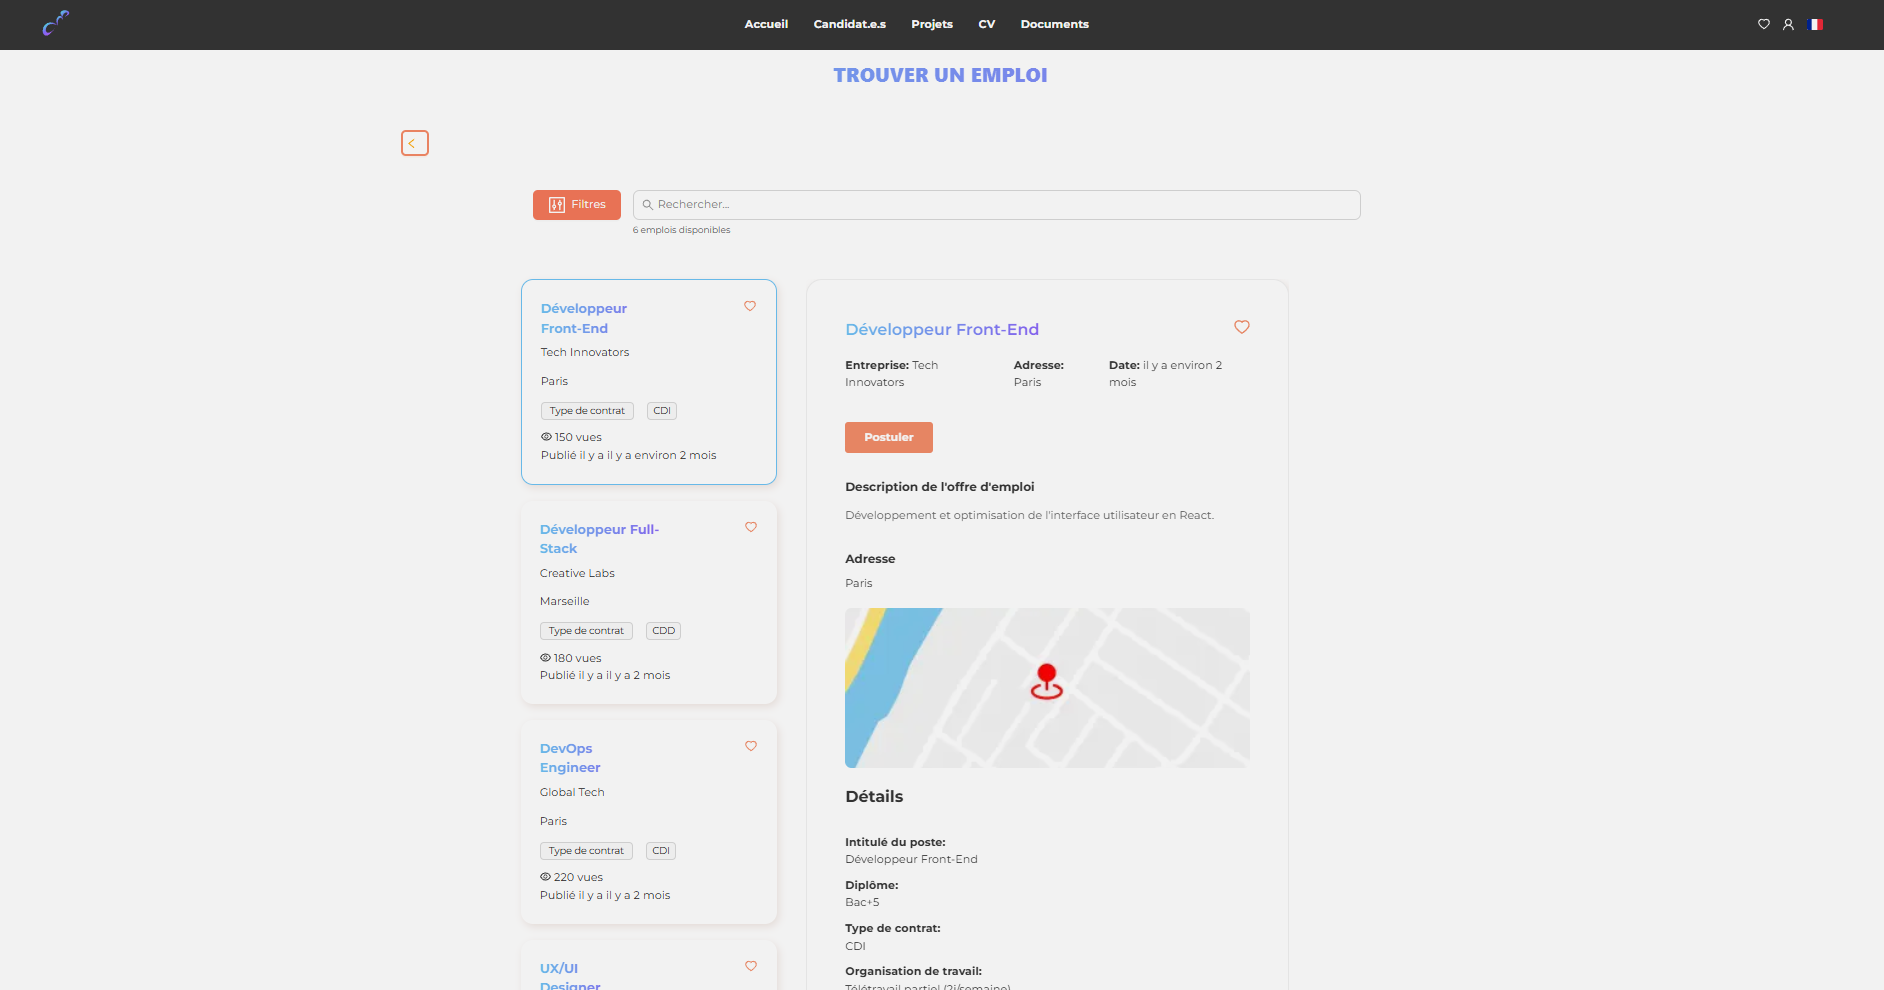 Accueil Candidat.e.s Projets CV Documents
TROUVER UN EMPLOI
Filtres
Rechercher...
6 emplois disponibles
Développeur
Front-End
Tech Innovators
Paris
Type de contrat CDI
150 vues
Publié il y a il y a environ 2 mois
Développeur Full-
Stack
Creative Labs
Marseille
Type de contrat CDD
180 vues
Publié il y a il y a 2 mois
DevOps
Engineer
Global Tech
Paris
Type de contrat CDI
220 vues
Publié il y a il y a 2 mois
UX/UI
Designer
Développeur Front-End
Entreprise: Tech
Innovators
Adresse:
Paris
Date: il y a environ 2
mois
Postuler
Description de l'offre d'emploi
Développement et optimisation de l'interface utilisateur en React.
Adresse
Paris
Détails
Intitulé du poste:
Développeur Front-End
Diplôme:
Bac+5
Type de contrat:
CDI
Organisation de travail:
Télétravail partiel (2j/semaine)